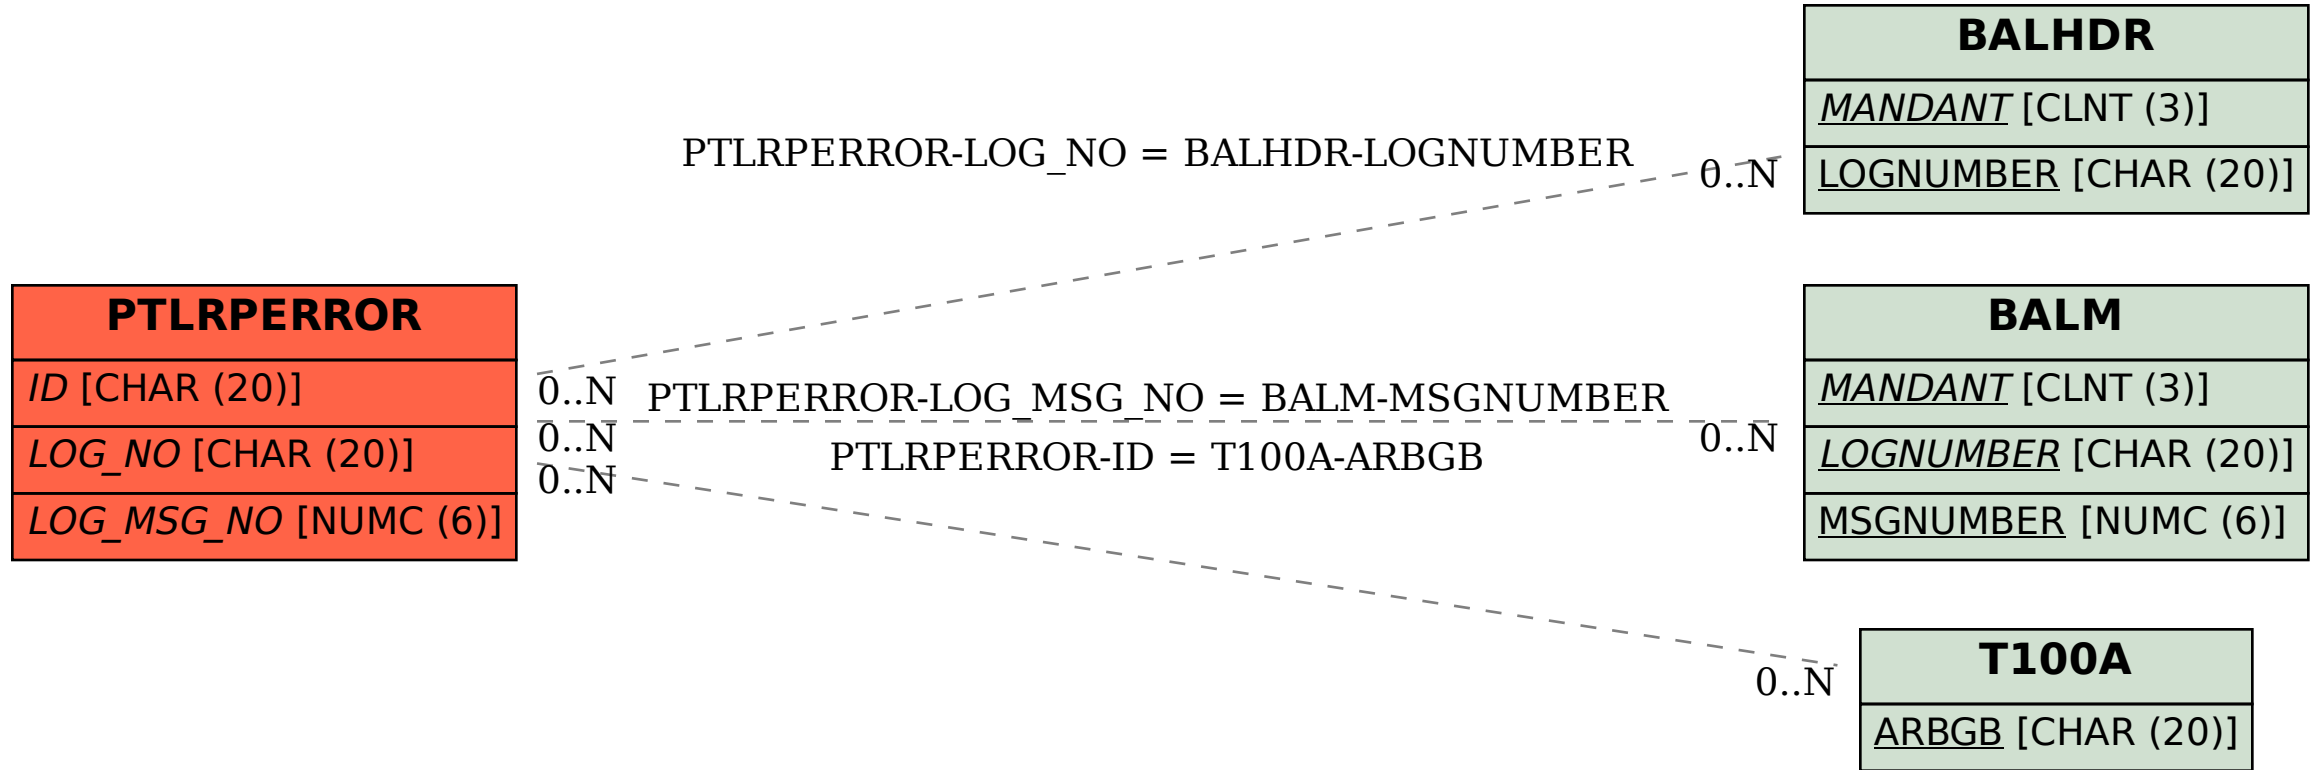 BALHDR
MANDANT [CLNT (3)]
LOGNUMBER [CHAR (20)]
PTLRPERROR-LOG_NO = BALHDR-LOGNUMBER
0..N
PTLRPERROR
ID [CHAR (20)]
LOG_NO [CHAR (20)]
LOG_MSG_NO [NUMC (6)]
0..N
PTLRPERROR-LOG_MSG_NO = BALM-MSGNUMBER
0..N
0..N
PTLRPERROR-ID = T100A-ARBGB
0..N
BALM
MANDANT [CLNT (3)]
LOGNUMBER [CHAR (20)]
MSGNUMBER [NUMC (6)]
0..N
T100A
ARBGB [CHAR (20)]